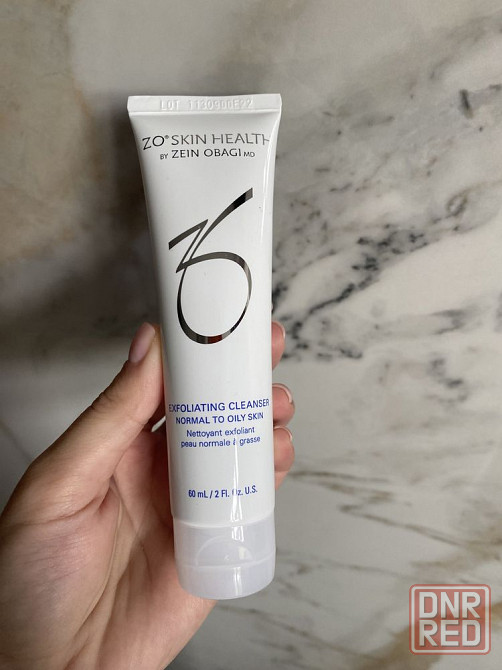 ZO® SKIN HEALTH
BY ZEIN OBAGI MD
EXFOLIATING CLEANSER
NORMAL TO OILY SKIN
Nettoyant exfoliant
peau normale à grasse
60 mL / 2 Fl. Oz. U.S.
DNR
RED